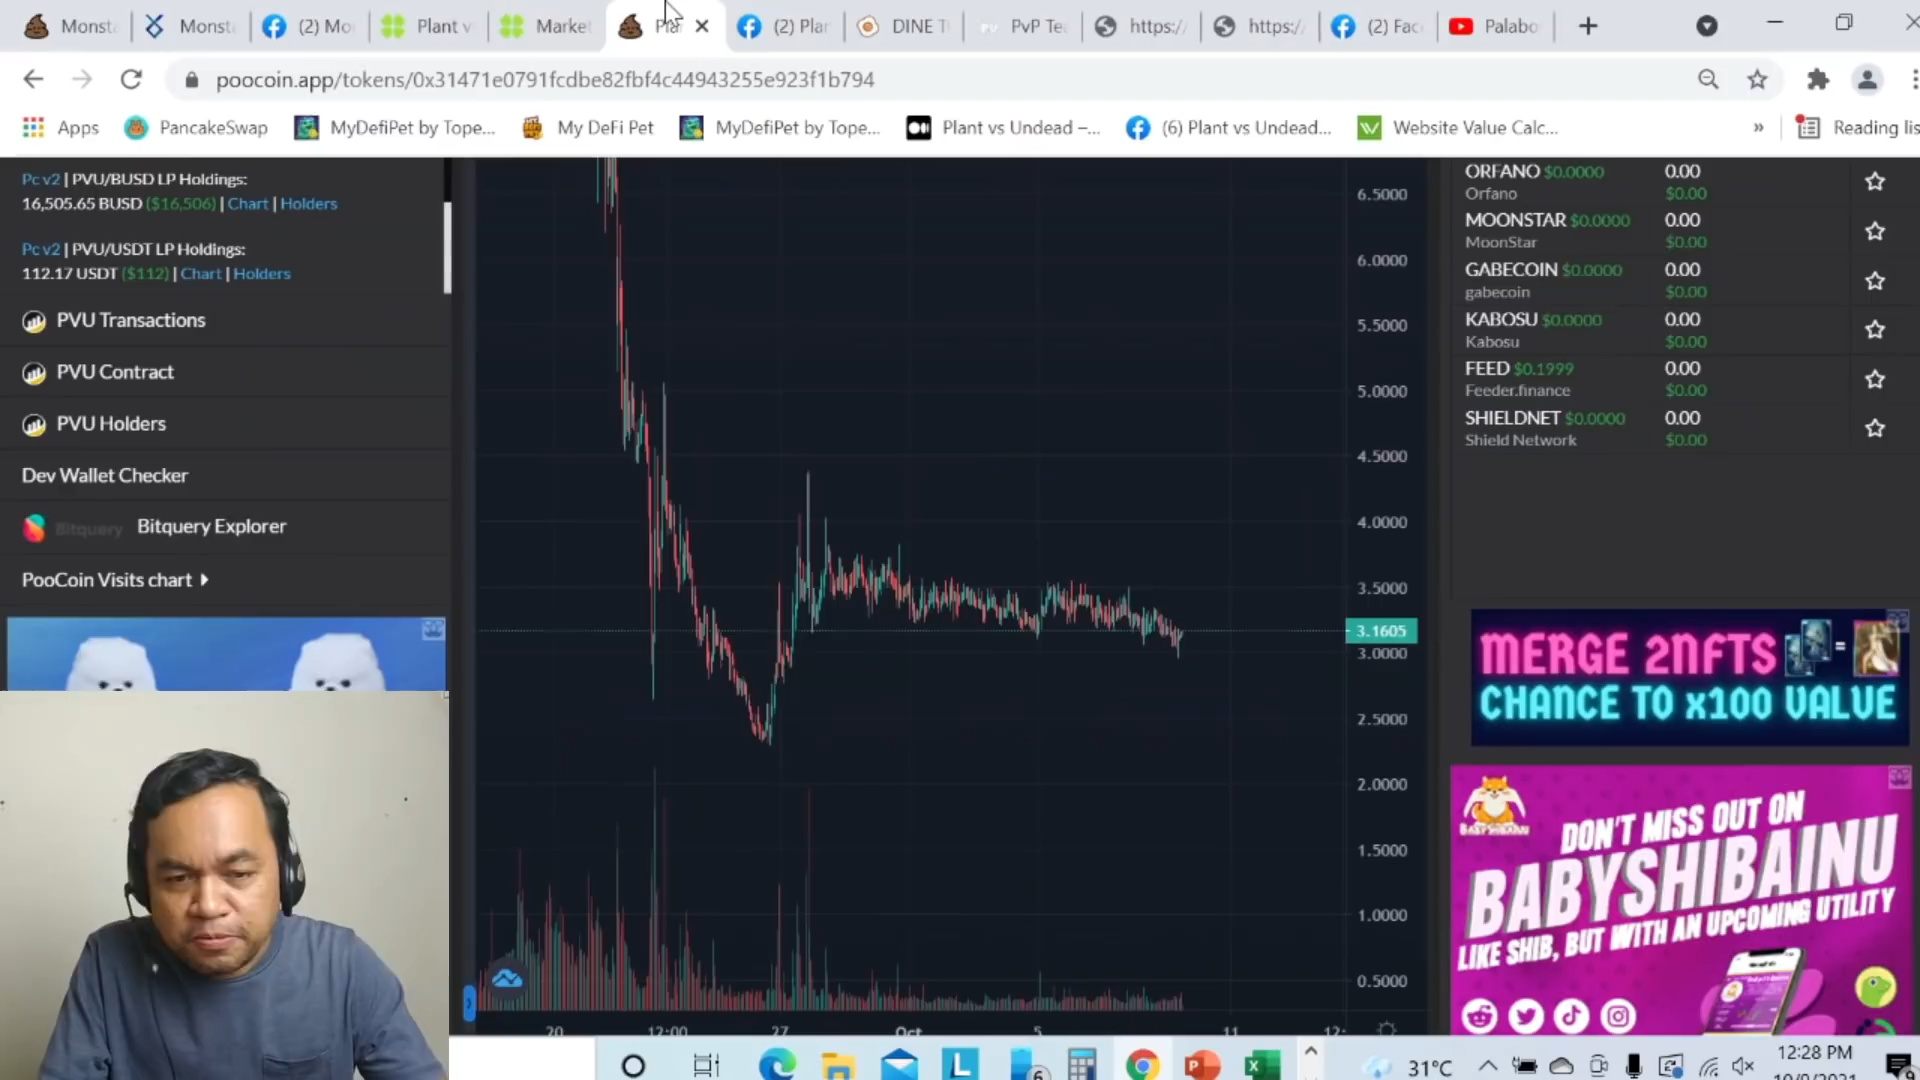 Monst
Monst
(2) Mo
Plant v
Market
Pla
(2) Plan
DINE T
PvP Te
https:/
https:/
(2) Fac
Palabo
poocoin.app/tokens/0x31471e0791fcdbe82fbf4c44943255e923f1b794
Apps
PancakeSwap
MyDefiPet by Tope...
My DeFi Pet
MyDefiPet by Tope...
Plant vs Undead –...
(6) Plant vs Undead...
Website Value Calc...
»
Reading lis
Pc v2 | PVU/BUSD LP Holdings:
16,505.65 BUSD ($16,506) | Chart | Holders
Pc v2 | PVU/USDT LP Holdings:
112.17 USDT ($112) | Chart | Holders
PVU Transactions
PVU Contract
PVU Holders
Dev Wallet Checker
Bitquery Bitquery Explorer
PooCoin Visits chart
6.5000
6.0000
5.5000
5.0000
4.5000
4.0000
3.5000
3.1605
3.0000
2.5000
2.0000
1.5000
1.0000
0.5000
20
12:00
27
Oct
5
11
12:
ORFANO $0.0000 0.00
Orfano $0.00
MOONSTAR $0.0000 0.00
MoonStar $0.00
GABECOIN $0.0000 0.00
gabecoin $0.00
KABOSU $0.0000 0.00
Kabosu $0.00
FEED $0.1999 0.00
Feeder.finance $0.00
SHIELDNET $0.0000 0.00
Shield Network $0.00
MERGE 2NFTS
CHANCE TO x100 VALUE
BABYSHIBAINU
DON'T MISS OUT ON
BABYSHIBAINU
LIKE SHIB, BUT WITH AN UPCOMING UTILITY
6
31°C
12:28 PM